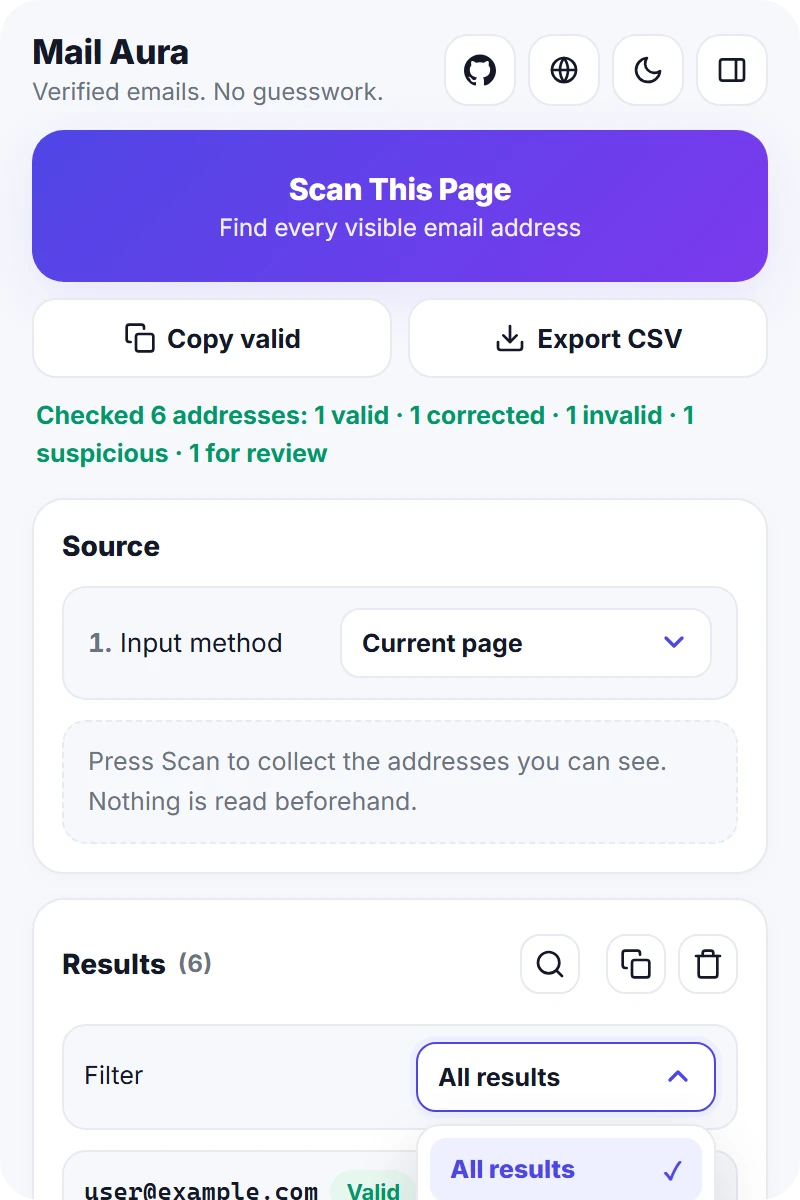 Mail Aura
Verified emails. No guesswork.
Scan This Page
Find every visible email address
Copy valid
Export CSV
Checked 6 addresses: 1 valid · 1 corrected · 1 invalid · 1
suspicious · 1 for review
Source
1. Input method
Current page
Press Scan to collect the addresses you can see.
Nothing is read beforehand.
Results (6)
Filter
All results
All results
user@example.com Valid